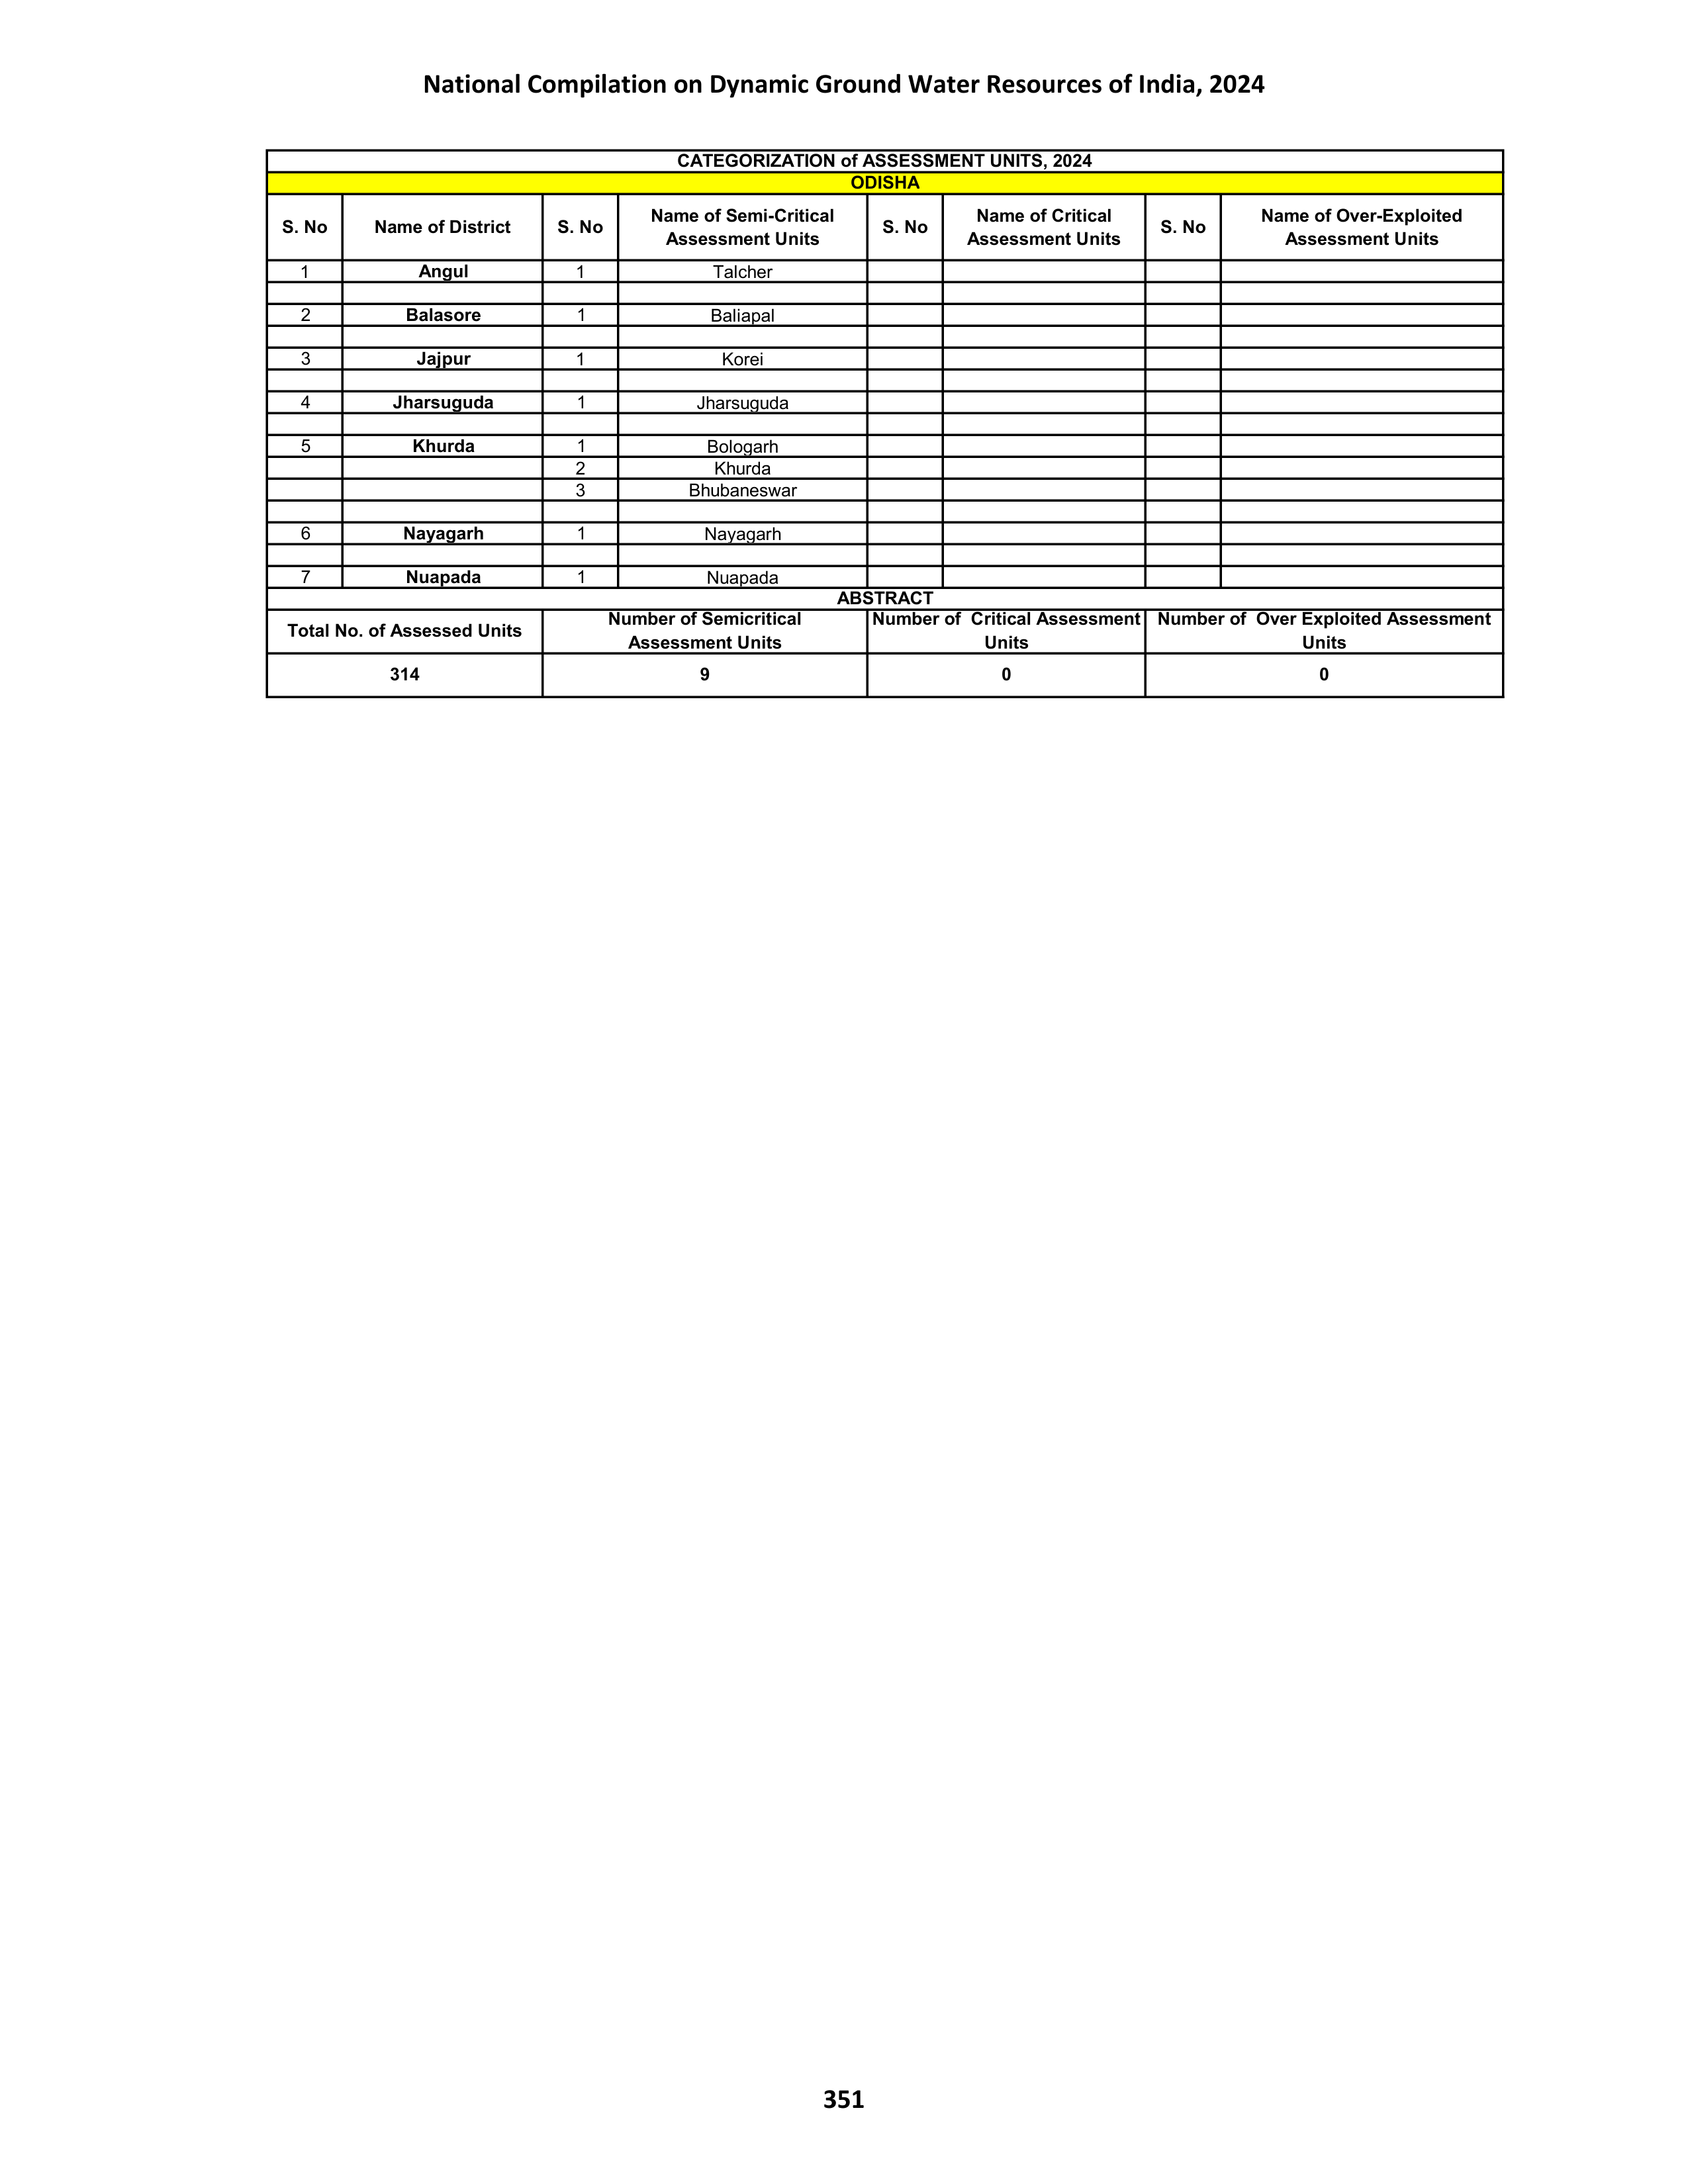 National Compilation on Dynamic Ground Water Resources of India, 2024
CATEGORIZATION of ASSESSMENT UNITS, 2024
ODISHA
S. No Name of District S. No Name of Semi-Critical Assessment Units S. No Name of Critical Assessment Units S. No Name of Over-Exploited Assessment Units
1 Angul 1 Talcher
2 Balasore 1 Baliapal
3 Jajpur 1 Korei
4 Jharsuguda 1 Jharsuguda
5 Khurda 1 Bologarh
2 Khurda
3 Bhubaneswar
6 Nayagarh 1 Nayagarh
7 Nuapada 1 Nuapada
ABSTRACT
Total No. of Assessed Units Number of Semicritical Assessment Units Number of Critical Assessment Units Number of Over Exploited Assessment Units
314 9 0 0
351